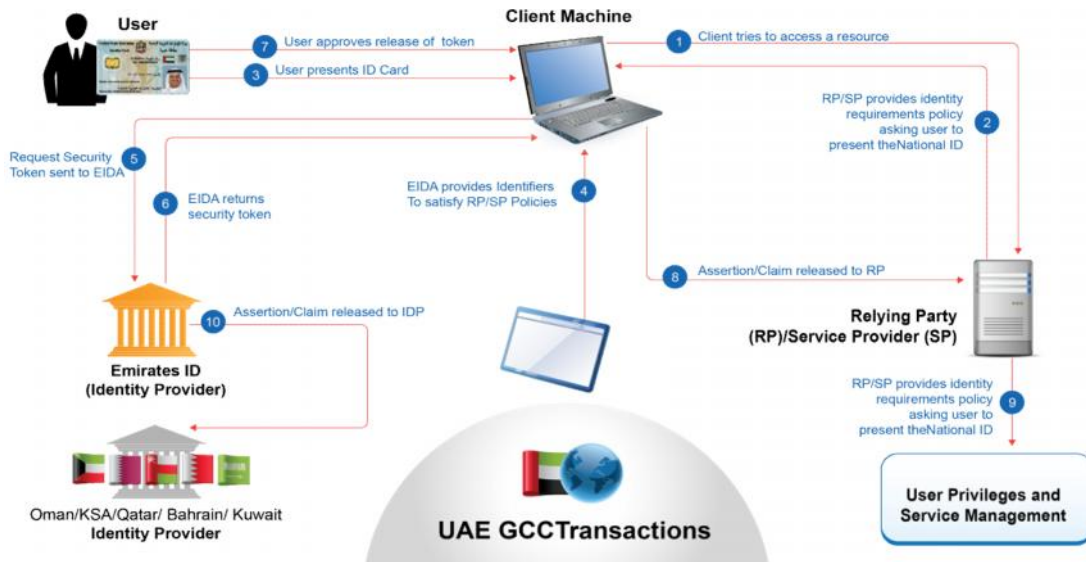 User
Client Machine
7
User approves release of token
1
Client tries to access a resource
3
User presents ID Card
RP/SP provides identity
requirements policy
asking user to
present theNational ID
2
Request Security
Token sent to EIDA
5
6
EIDA returns
security token
EIDA provides Identifiers
To satisfy RP/SP Policies
4
8
Assertion/Claim released to RP
10
Assertion/Claim released to IDP
Relying Party
(RP)/Service Provider (SP)
Emirates ID
(Identity Provider)
RP/SP provides identity
requirements policy
asking user to
present theNational ID
9
Oman/KSA/Qatar/ Bahrain/ Kuwait
Identity Provider
UAE GCCTransactions
User Privileges and
Service Management